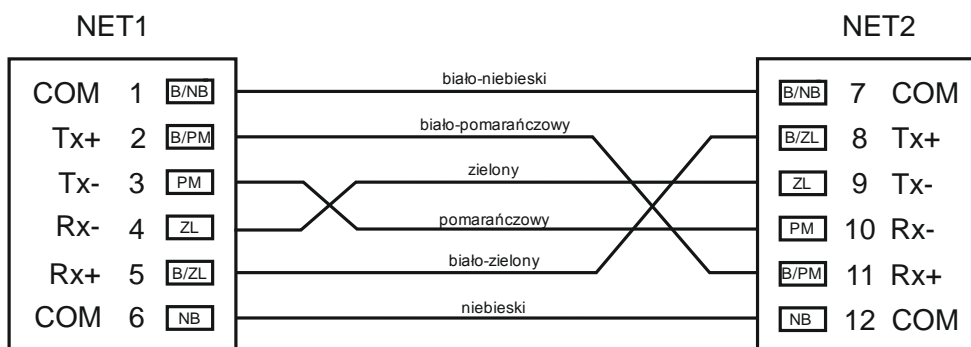 NET1
NET2
COM 1 B/NB biało-niebieski B/NB 7 COM
Tx+ 2 B/PM biało-pomarańczowy B/ZL 8 Tx+
Tx- 3 PM zielony ZL 9 Tx-
Rx- 4 ZL pomarańczowy PM 10 Rx-
Rx+ 5 B/ZL biało-zielony B/PM 11 Rx+
COM 6 NB niebieski NB 12 COM